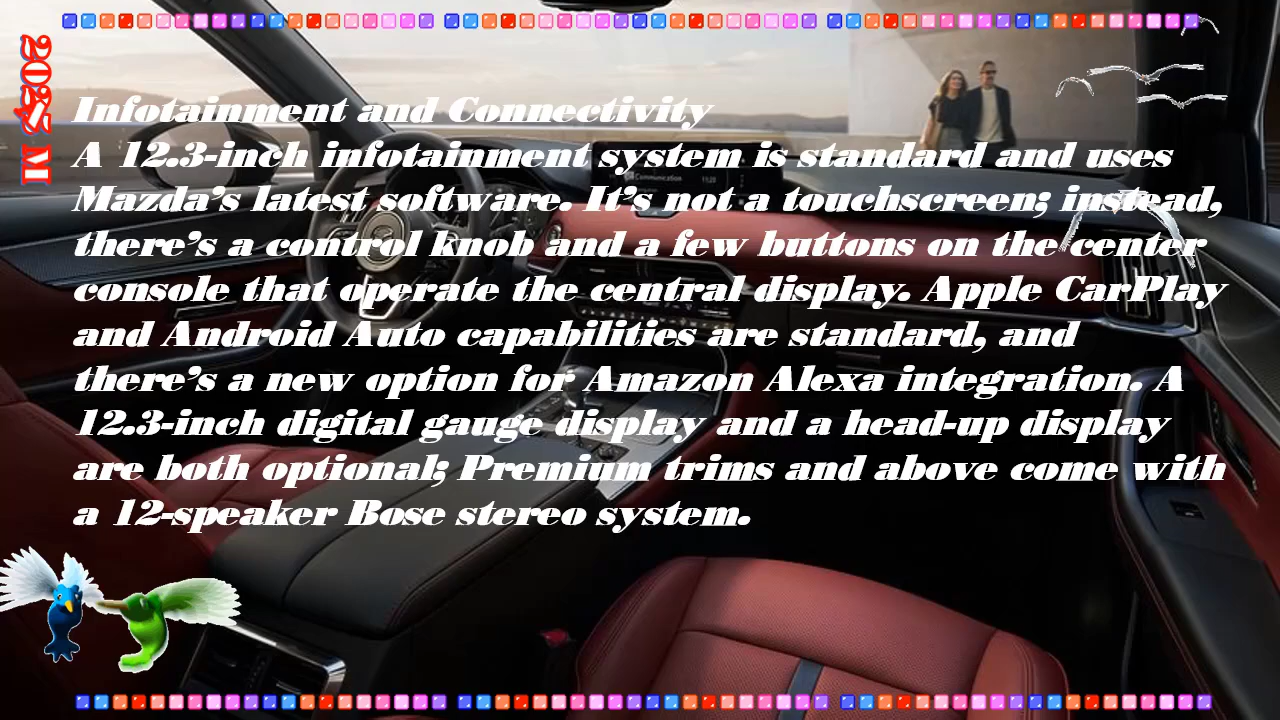 Infotainment and Connectivity
A 12.3-inch infotainment system is standard and uses
Mazda’s latest software. It’s not a touchscreen; instead,
there’s a control knob and a few buttons on the center
console that operate the central display. Apple CarPlay
and Android Auto capabilities are standard, and
there’s a new option for Amazon Alexa integration. A
12.3-inch digital gauge display and a head-up display
are both optional; Premium trims and above come with
a 12-speaker Bose stereo system.
Communication